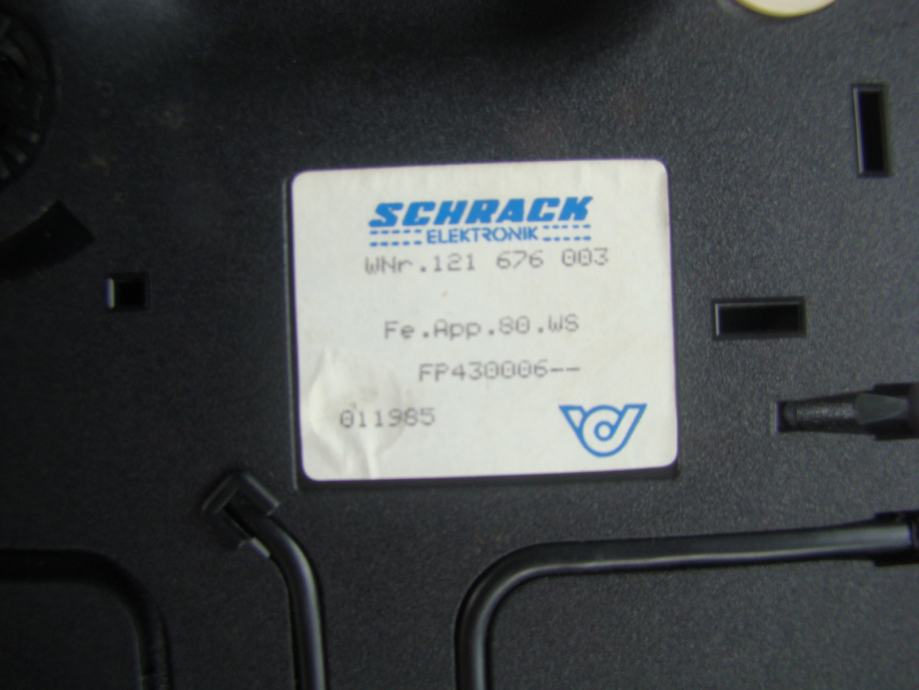 SCHRACK
ELEKTRONIK
WNr.121 676 003
Fe.App.80.WS
FP430006--
011985